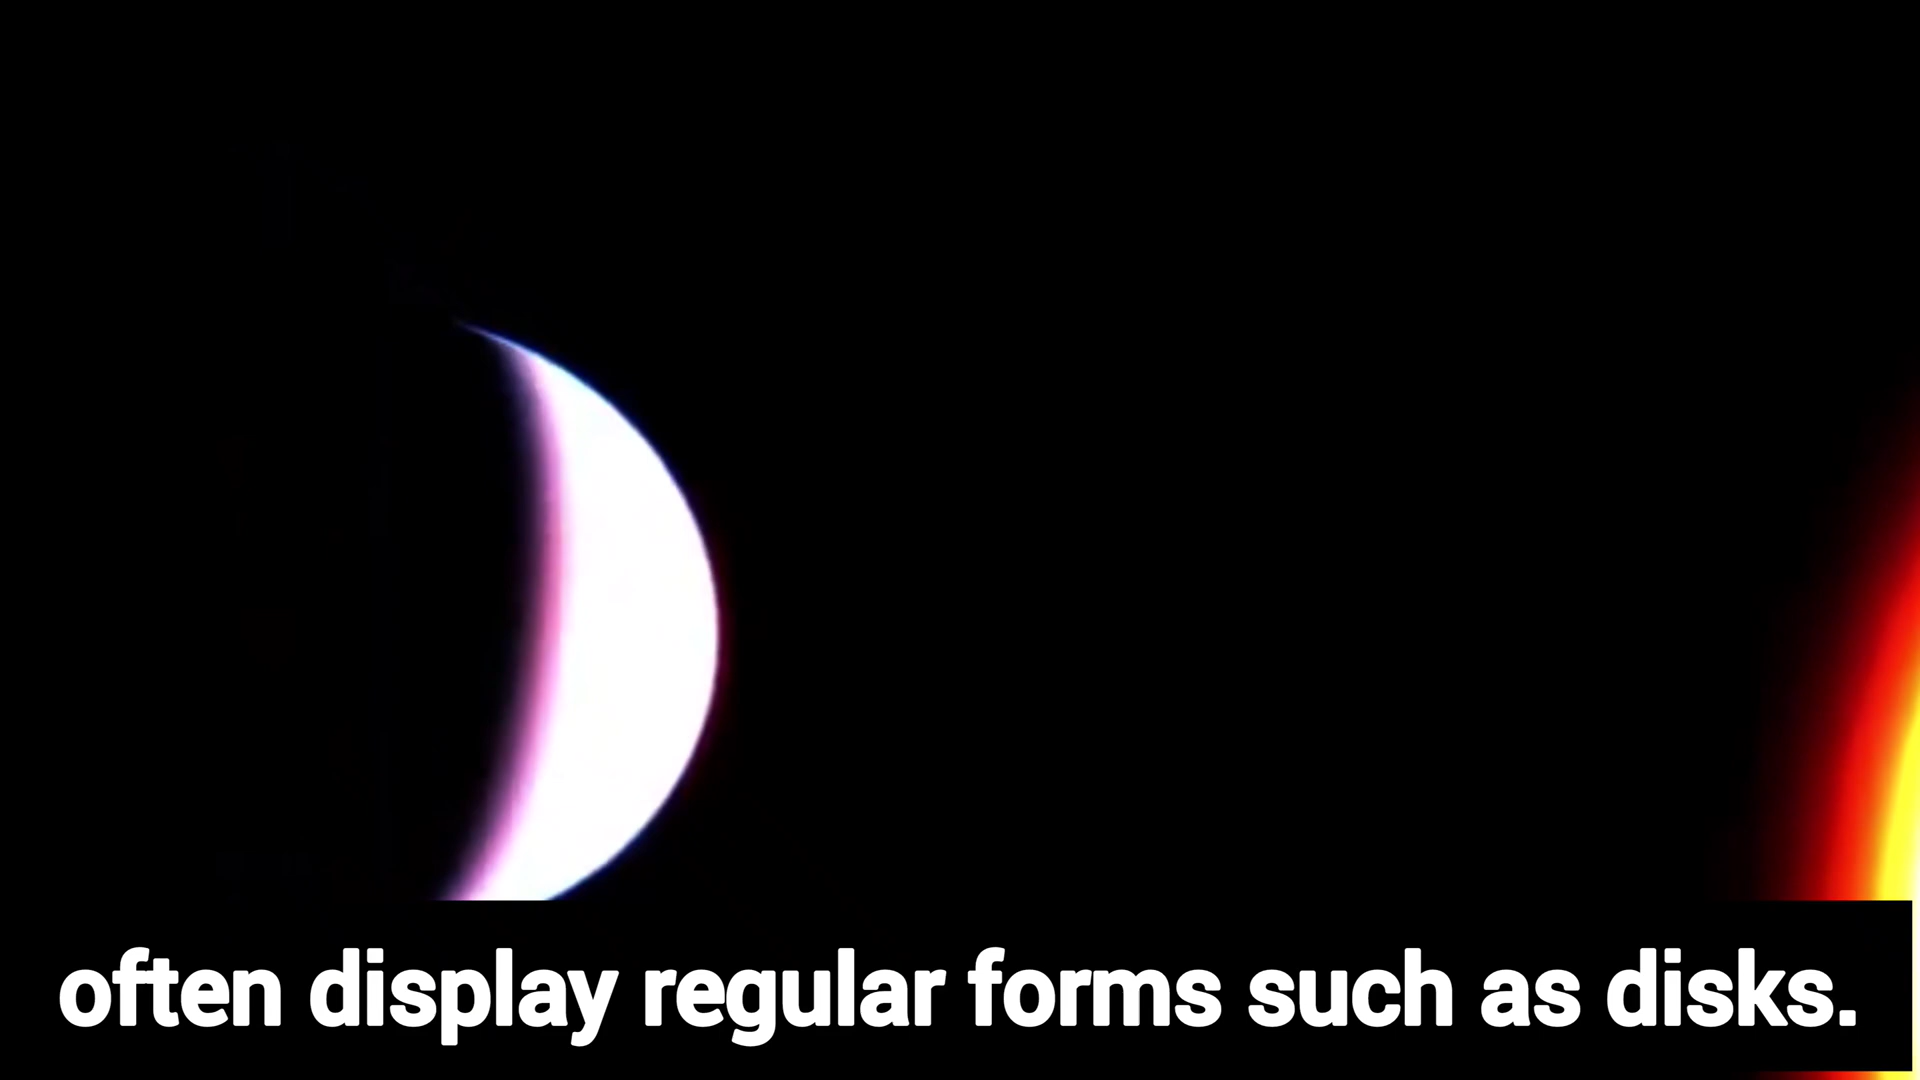 often display regular forms such as disks.